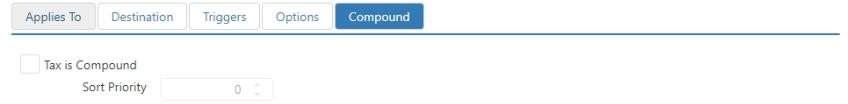 Applies To Destination Triggers Options Compound
Tax is Compound
Sort Priority 0